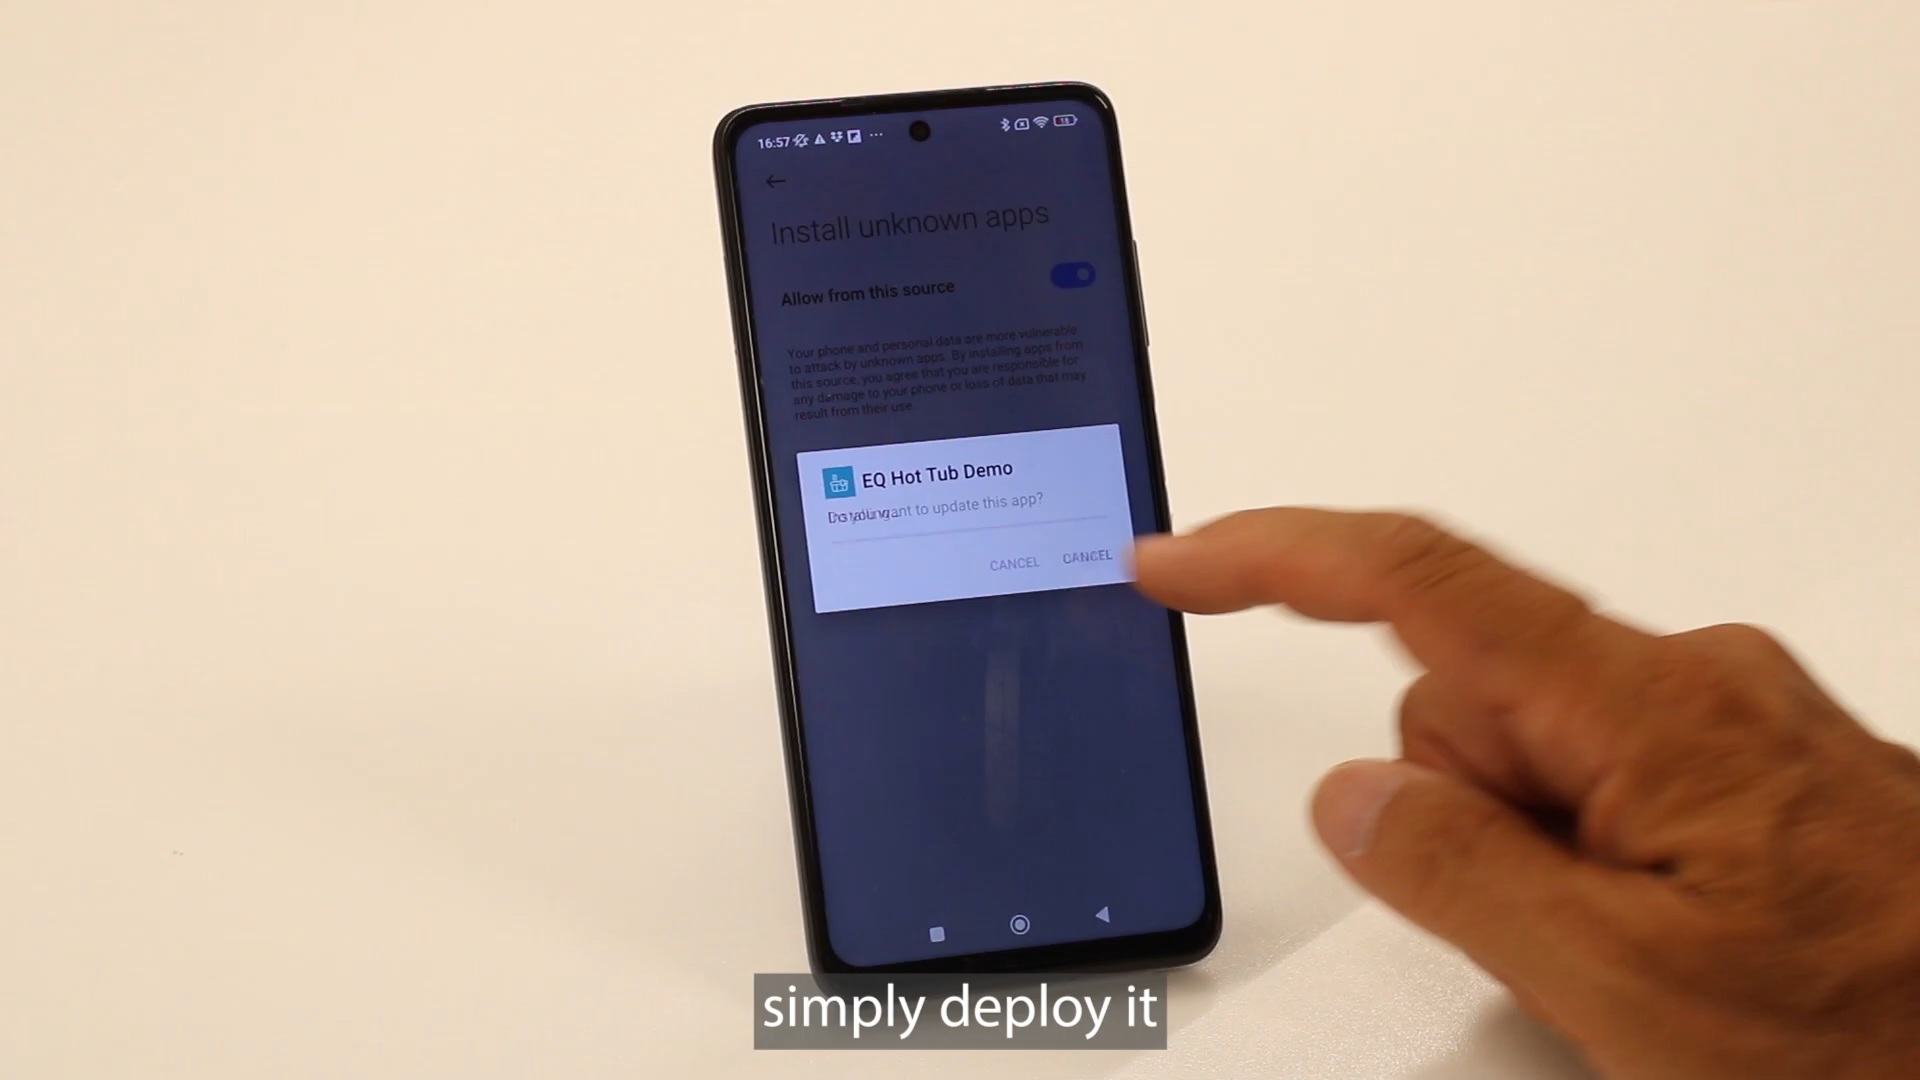 16:57
18
Install unknown apps
Allow from this source
Your phone and personal data are more vulnerable
to attack by unknown apps. By installing apps from
this source, you agree that you are responsible for
any damage to your phone or loss of data that may
result from their use.
EQ Hot Tub Demo
want to update this app?
CANCEL CANCEL
simply deploy it